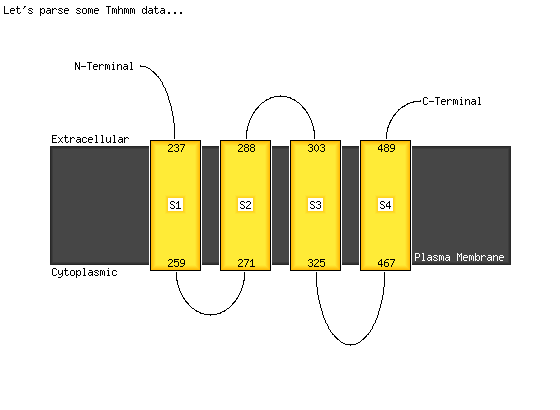 Let's parse some Tmhmm data...
N-Terminal
C-Terminal
Extracellular
237 288 303 489
S1 S2 S3 S4
Plasma Membrane
259 271 325 467
Cytoplasmic